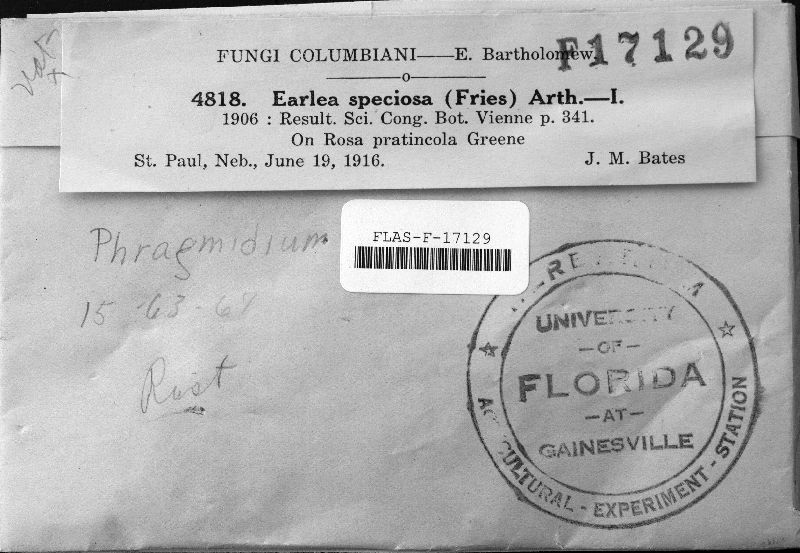 F17129
FUNGI COLUMBIANI——E. Bartholomew.
4818. Earlea speciosa (Fries) Arth.—I.
1906 : Result. Sci. Cong. Bot. Vienne p. 341.
On Rosa pratincola Greene
St. Paul, Neb., June 19, 1916. J. M. Bates
Phragmidium
FLAS-F-17129
15-63-
Rust
UNIVERSITY
—OF—
FLORIDA
—AT—
GAINESVILLE
AGRICULTURAL - EXPERIMENT - STATION